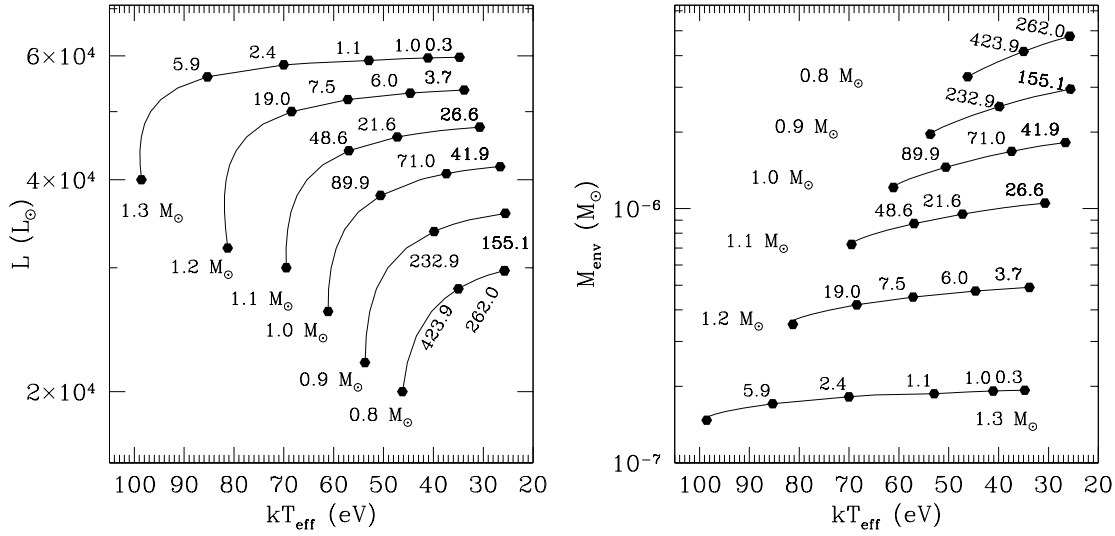 6×10⁴
4×10⁴
2×10⁴
L (L⊙)
5.9 2.4 1.1 1.0 0.3
19.0 7.5 6.0 3.7
48.6 21.6 26.6
89.9 71.0 41.9
232.9 155.1
423.9 262.0
1.3 M⊙
1.2 M⊙
1.1 M⊙
1.0 M⊙
0.9 M⊙
0.8 M⊙
100 90 80 70 60 50 40 30 20
kTeff (eV)
10⁻⁶
10⁻⁷
Menv (M⊙)
0.8 M⊙ 423.9 262.0
0.9 M⊙ 232.9 155.1
1.0 M⊙ 89.9 71.0 41.9
1.1 M⊙ 48.6 21.6 26.6
1.2 M⊙ 19.0 7.5 6.0 3.7
5.9 2.4 1.1 1.0 0.3
1.3 M⊙
100 90 80 70 60 50 40 30 20
kTeff (eV)